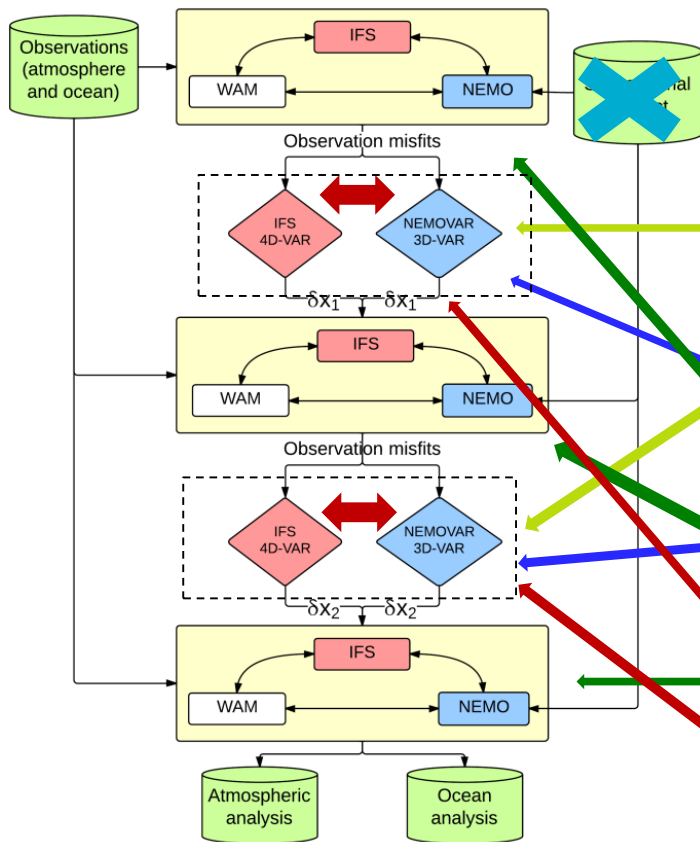 Observations
(atmosphere
and ocean)
IFS
WAM
NEMO
Observation misfits
IFS
4D-VAR
NEMOVAR
3D-VAR
δx₁
δx₁
IFS
WAM
NEMO
Observation misfits
IFS
4D-VAR
NEMOVAR
3D-VAR
δx₂
δx₂
IFS
WAM
NEMO
Atmospheric
analysis
Ocean
analysis